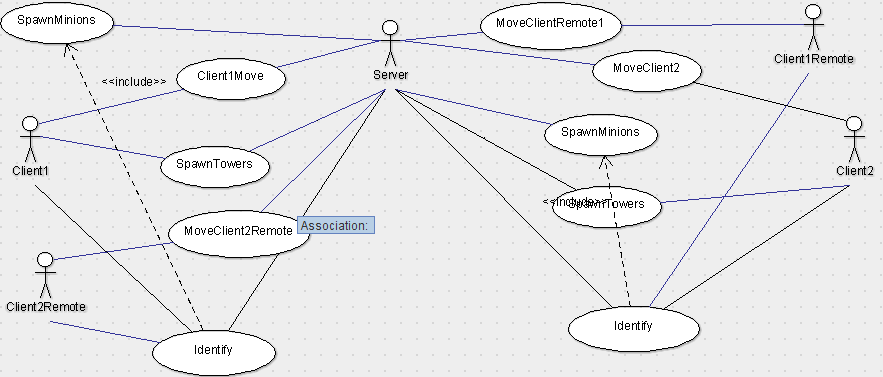 SpawnMinions
MoveClientRemote1
Client1Remote
Server
Client1Move
MoveClient2
<<include>>
SpawnMinions
Client1
SpawnTowers
Client2
<<include>>
SpawnTowers
MoveClient2Remote
Association:
Client2Remote
Identify
Identify